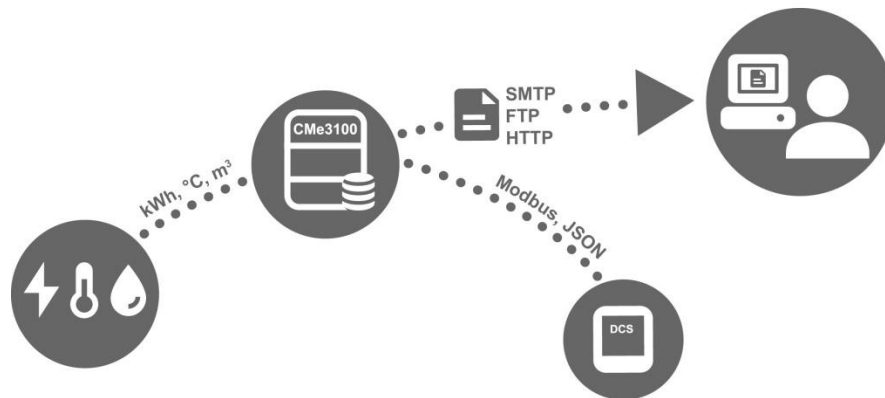 SMTP
FTP
HTTP
CMe3100
kWh, °C, m³
Modbus, JSON
DCS